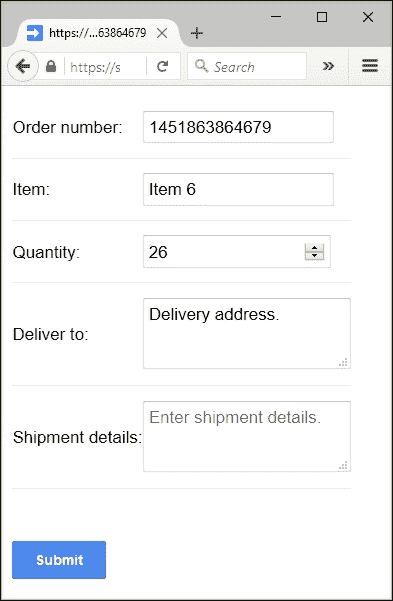 https://...63864679
https://s
Search
Order number: 1451863864679
Item: Item 6
Quantity: 26
Deliver to: Delivery address.
Shipment details: Enter shipment details.
Submit